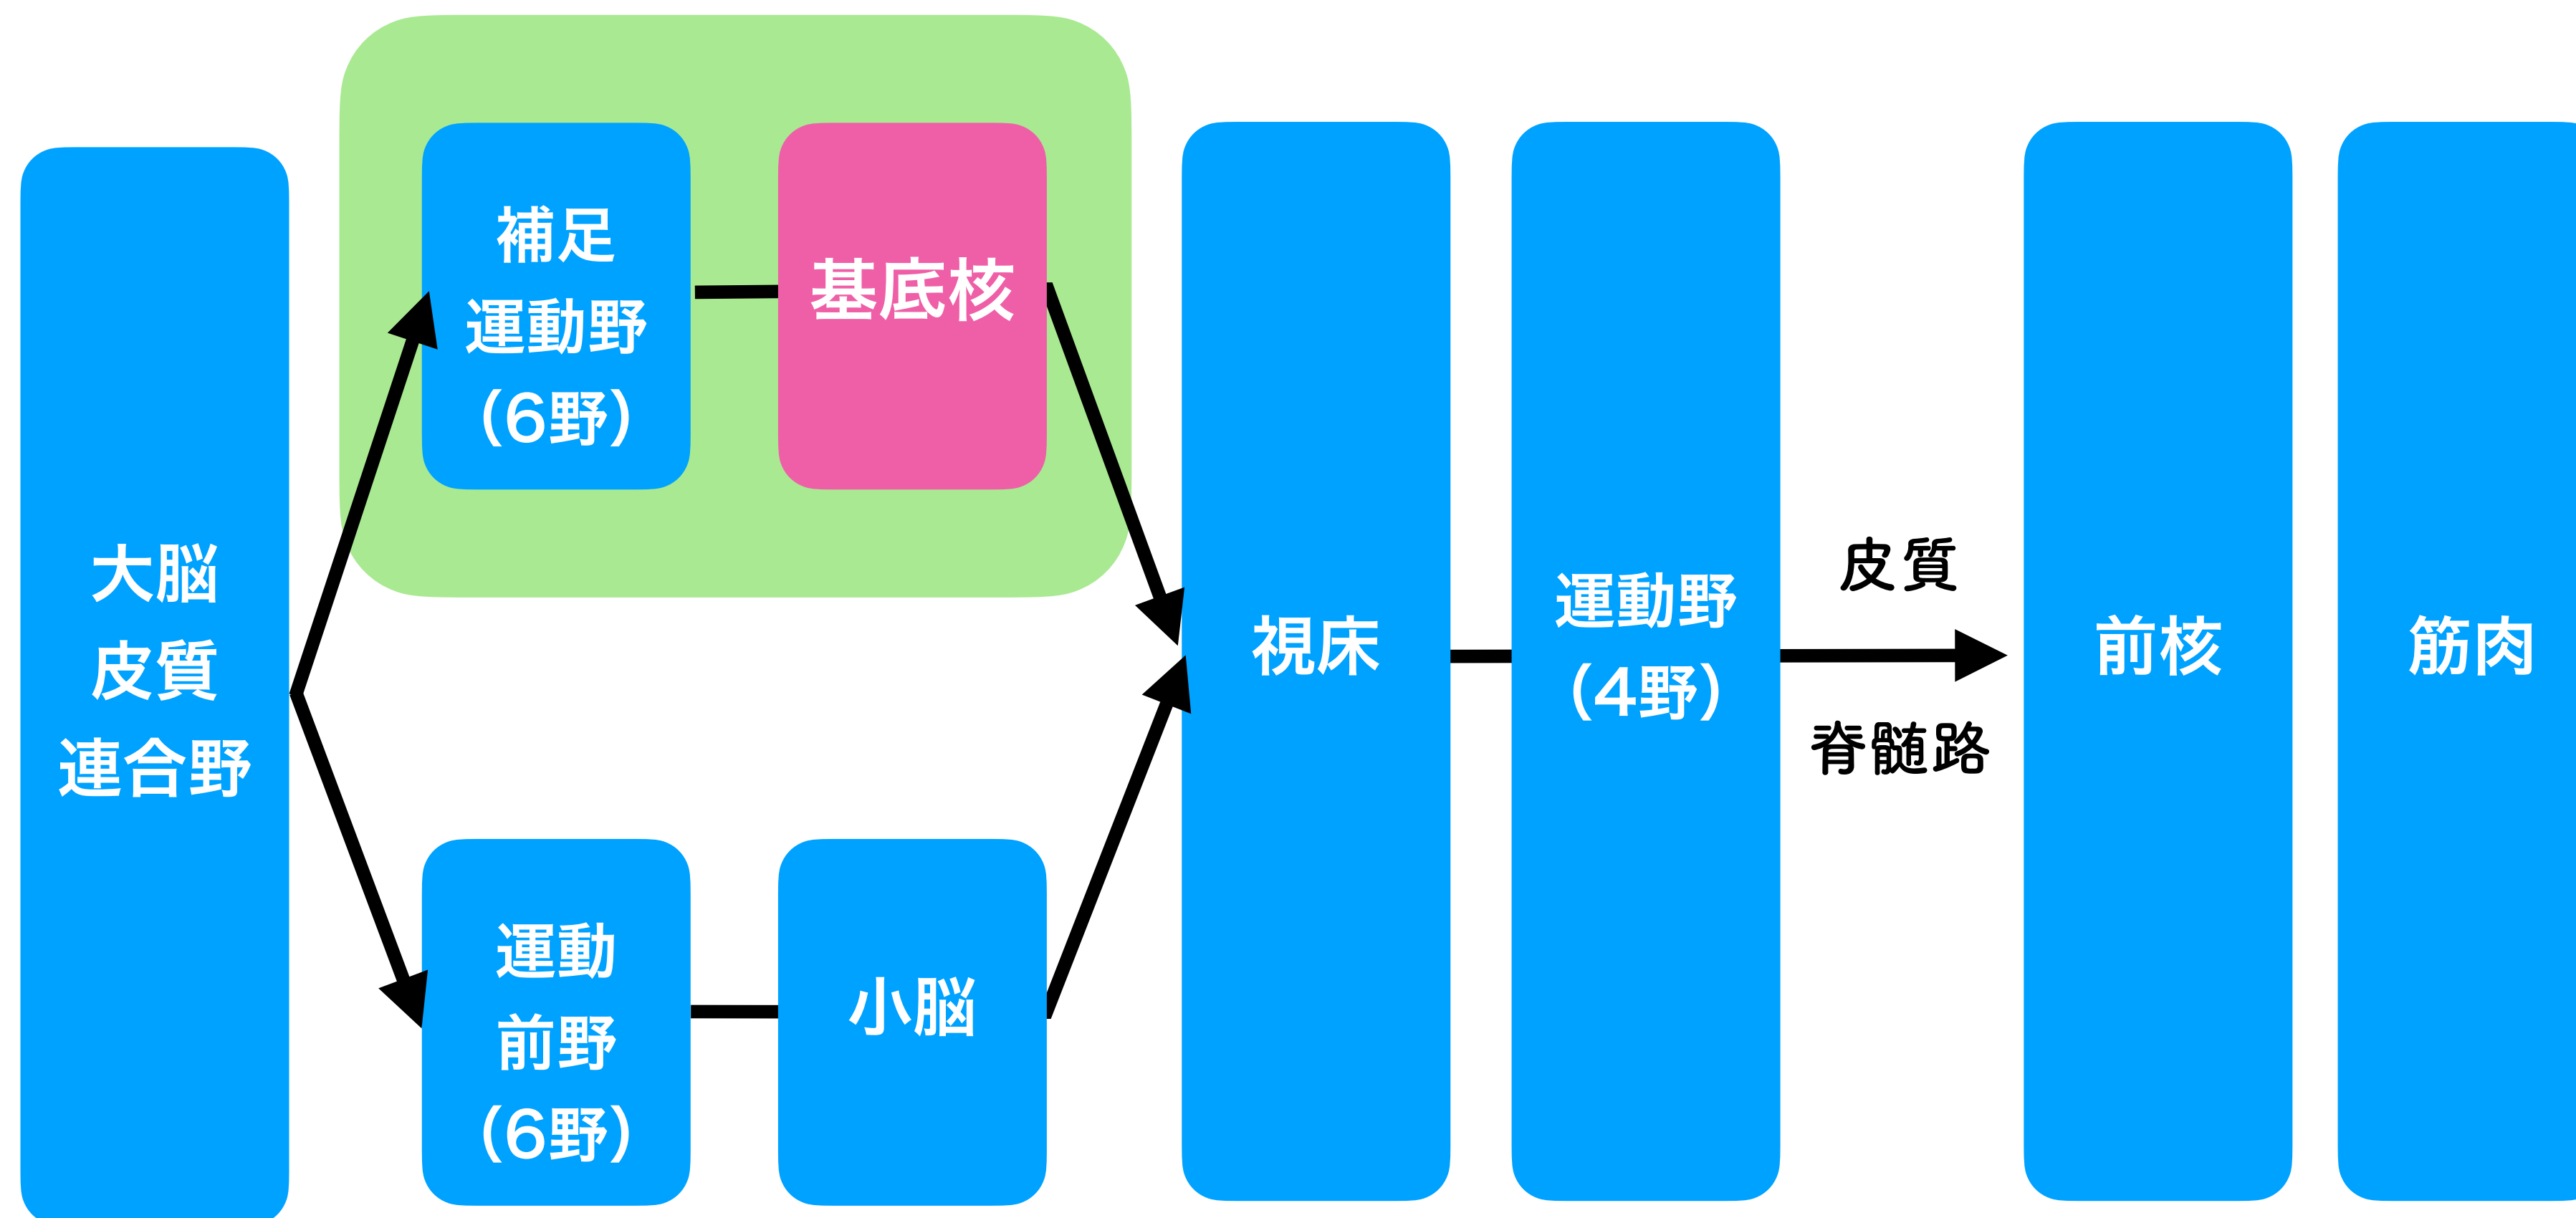 大脳
皮質
連合野
補足
運動野
（6野）
基底核
運動
前野
（6野）
小脳
視床
運動野
（4野）
皮質
脊髄路
前核
筋肉